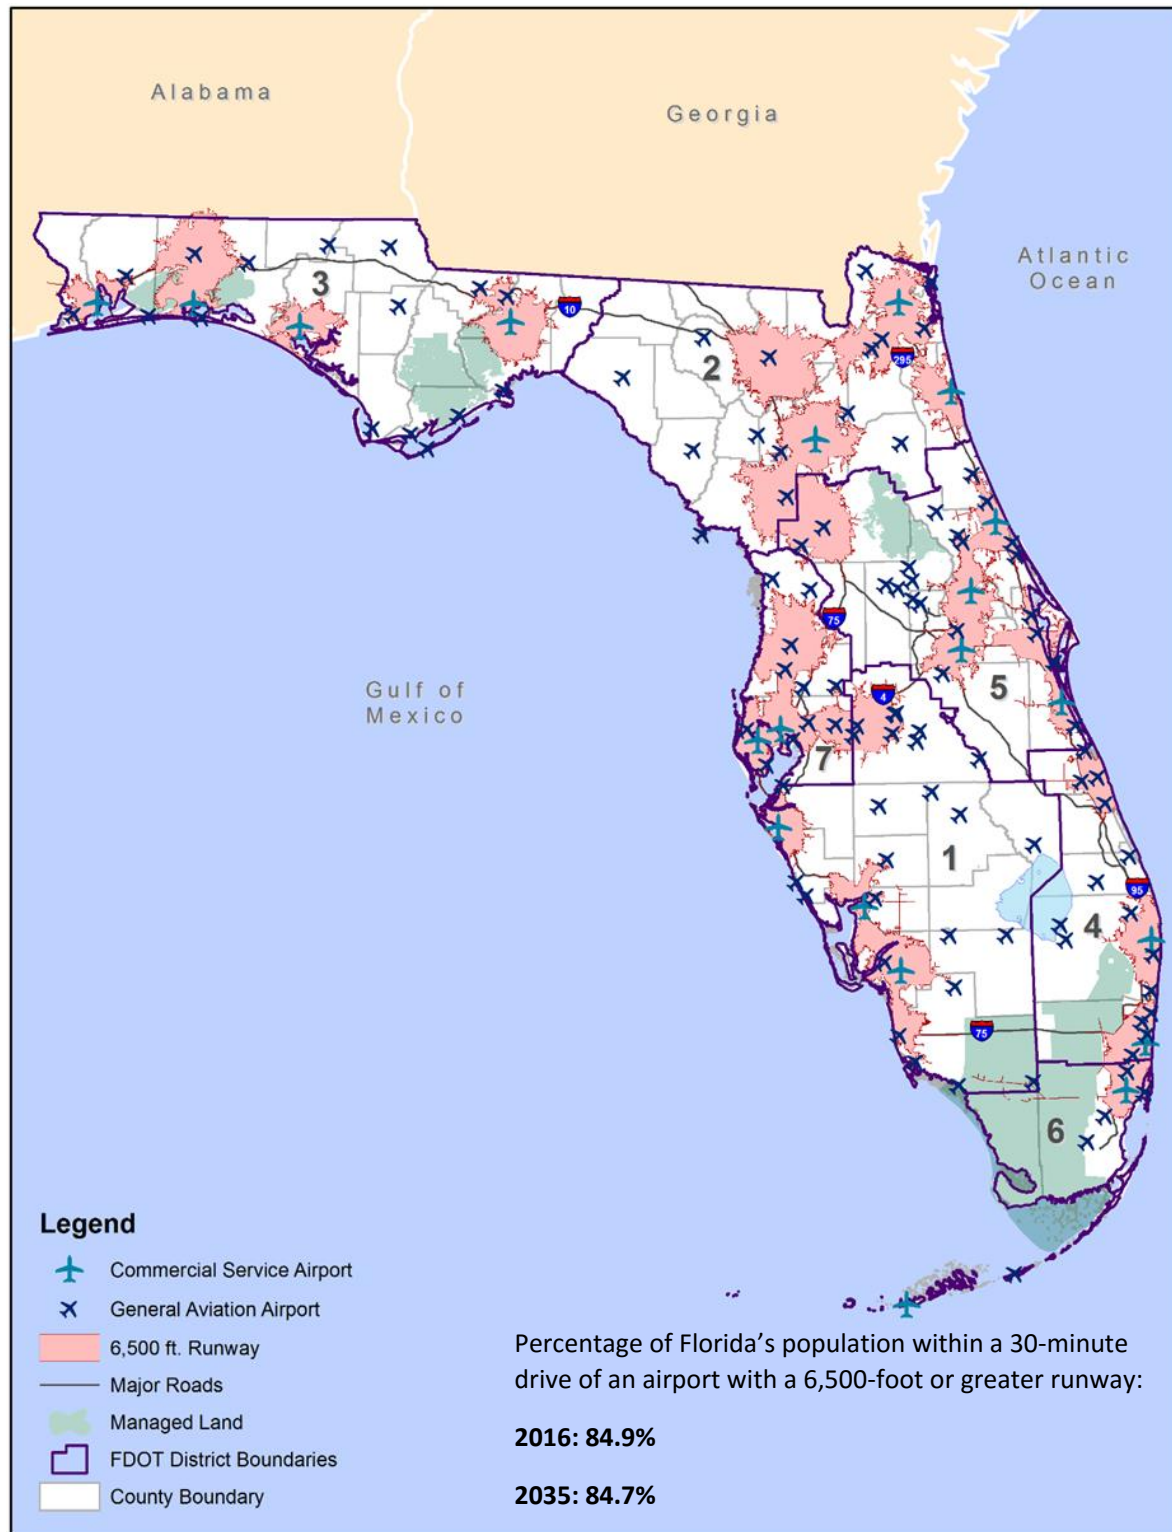 Alabama
Georgia
Atlantic
Ocean
3
10
2
295
75
Gulf of
Mexico
4
5
7
1
95
4
75
6
Legend
Commercial Service Airport
General Aviation Airport
6,500 ft. Runway
Major Roads
Managed Land
FDOT District Boundaries
County Boundary
Percentage of Florida’s population within a 30-minute
drive of an airport with a 6,500-foot or greater runway:
2016: 84.9%
2035: 84.7%